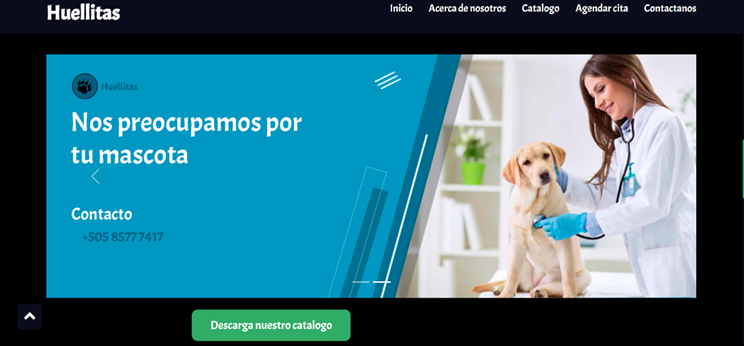 Huellitas
Inicio Acerca de nosotros Catalogo Agendar cita Contactanos
Huellitas
Nos preocupamos por
tu mascota
Contacto
+505 85777417
Descarga nuestro catalogo